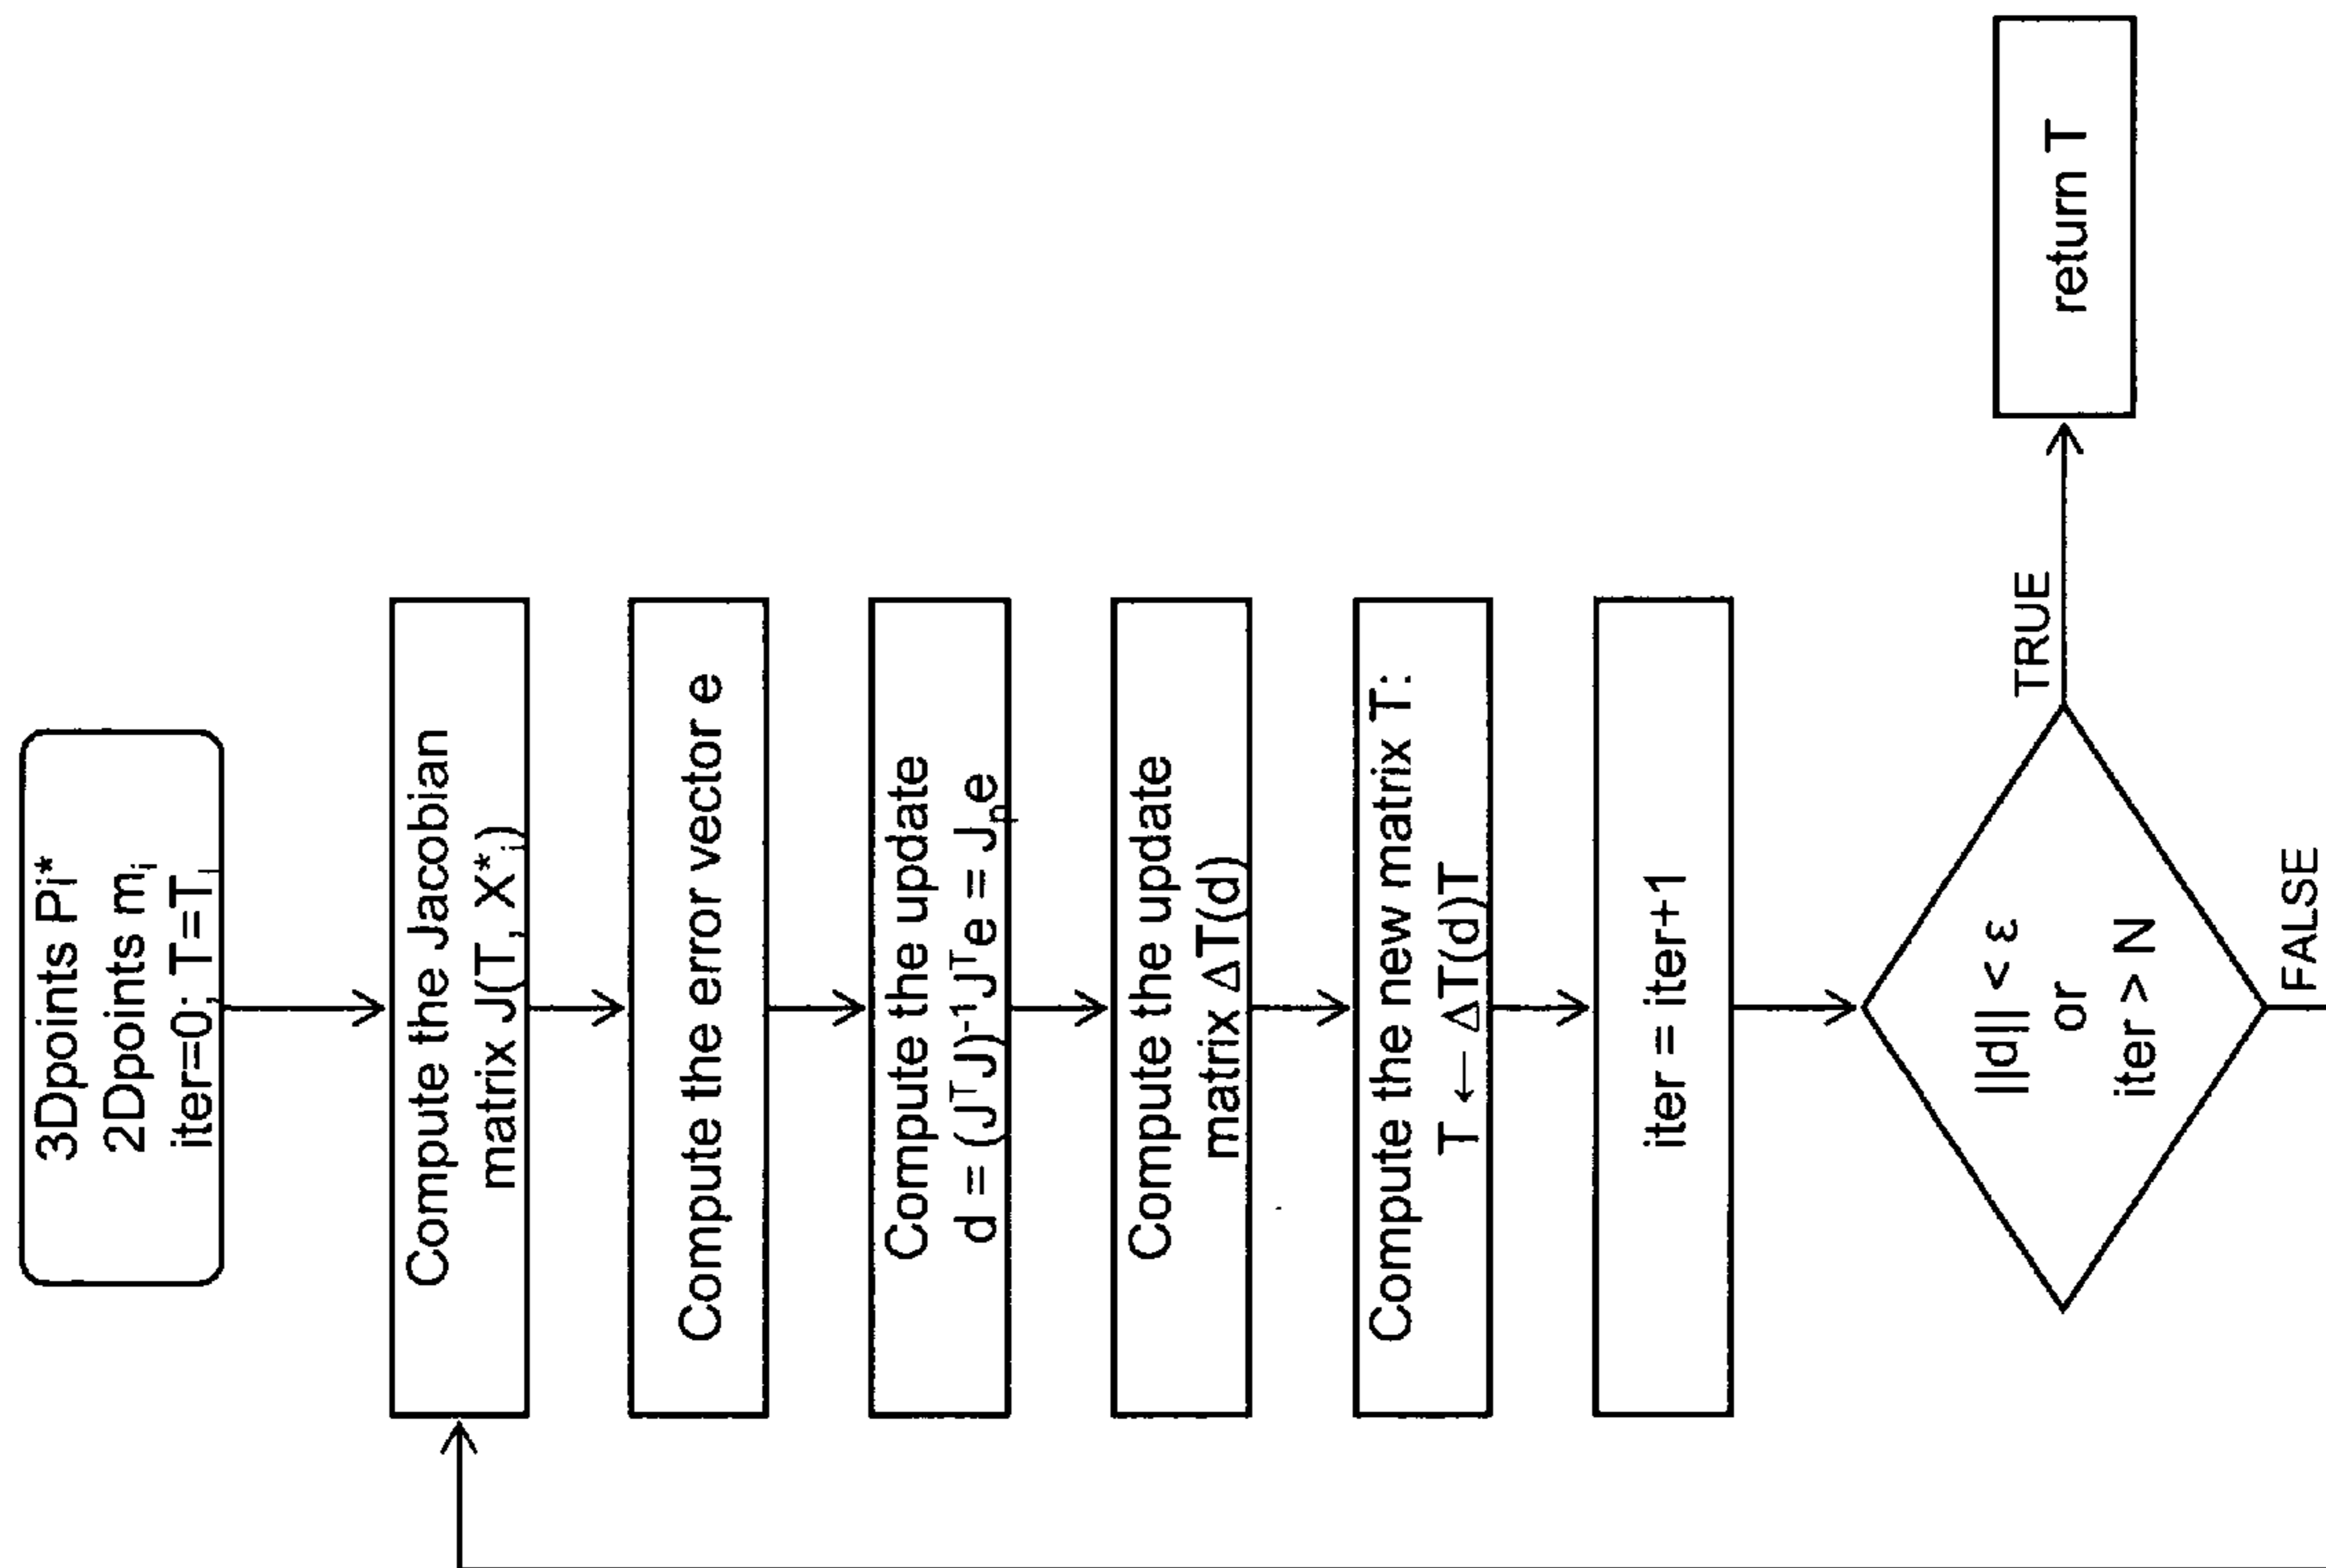 3Dpoints Pi*
2Dpoints mᵢ
iter=0; T=Tᵢ
Compute the Jacobian
matrix J(T, X*ᵢ)
Compute the error vector e
Compute the update
d = (JᵀJ)⁻¹Jᵀe = J e
Compute the update
matrix ΔT(d)
Compute the new matrix T:
T ← ΔT(d)T
iter = iter+1
||d|| < ε
or
iter > N
TRUE
FALSE
return T